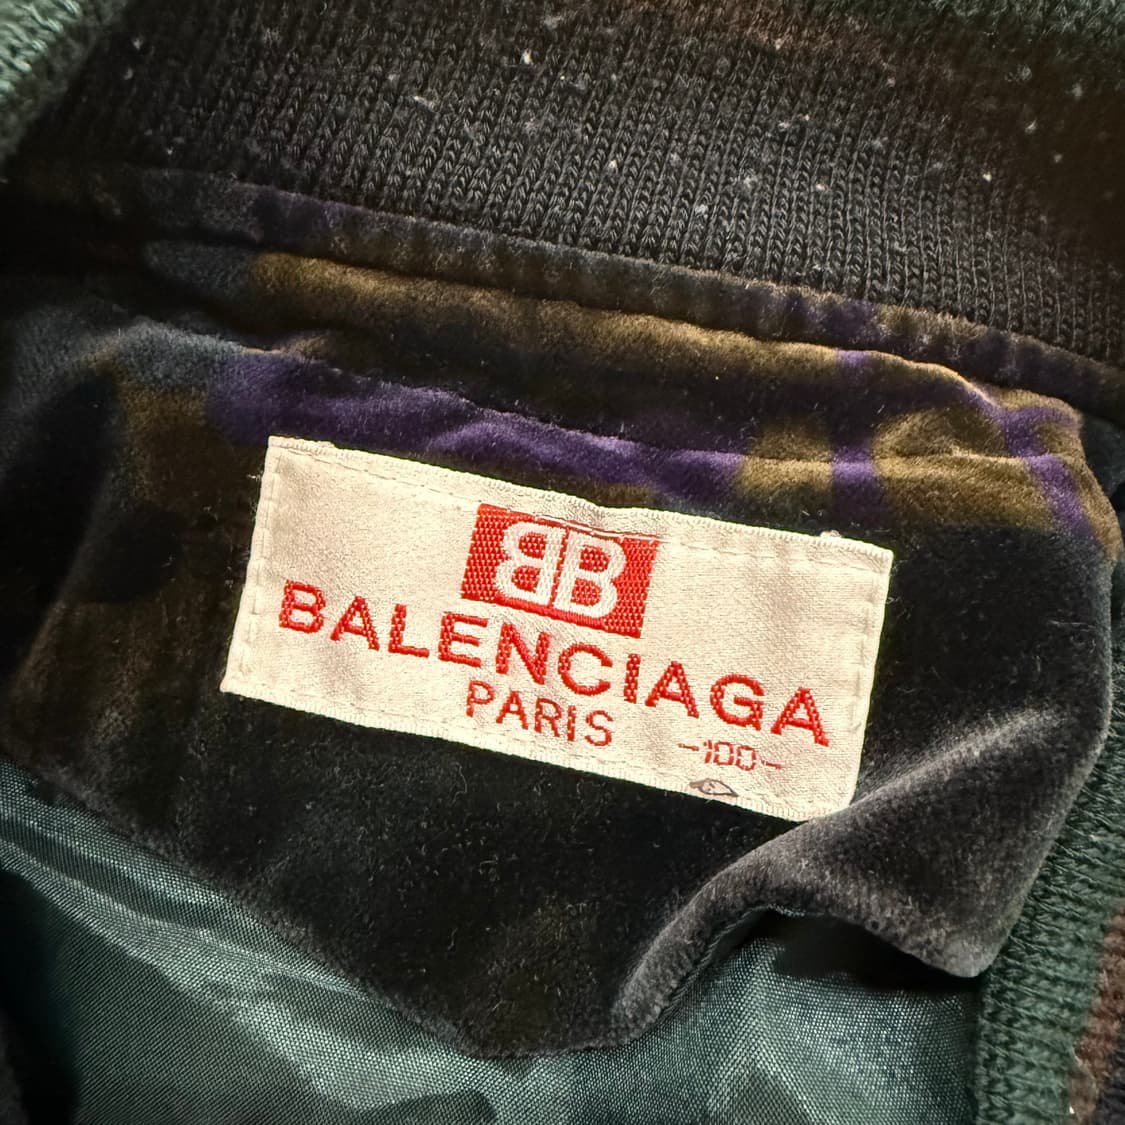 BB
BALENCIAGA
PARIS
-100-